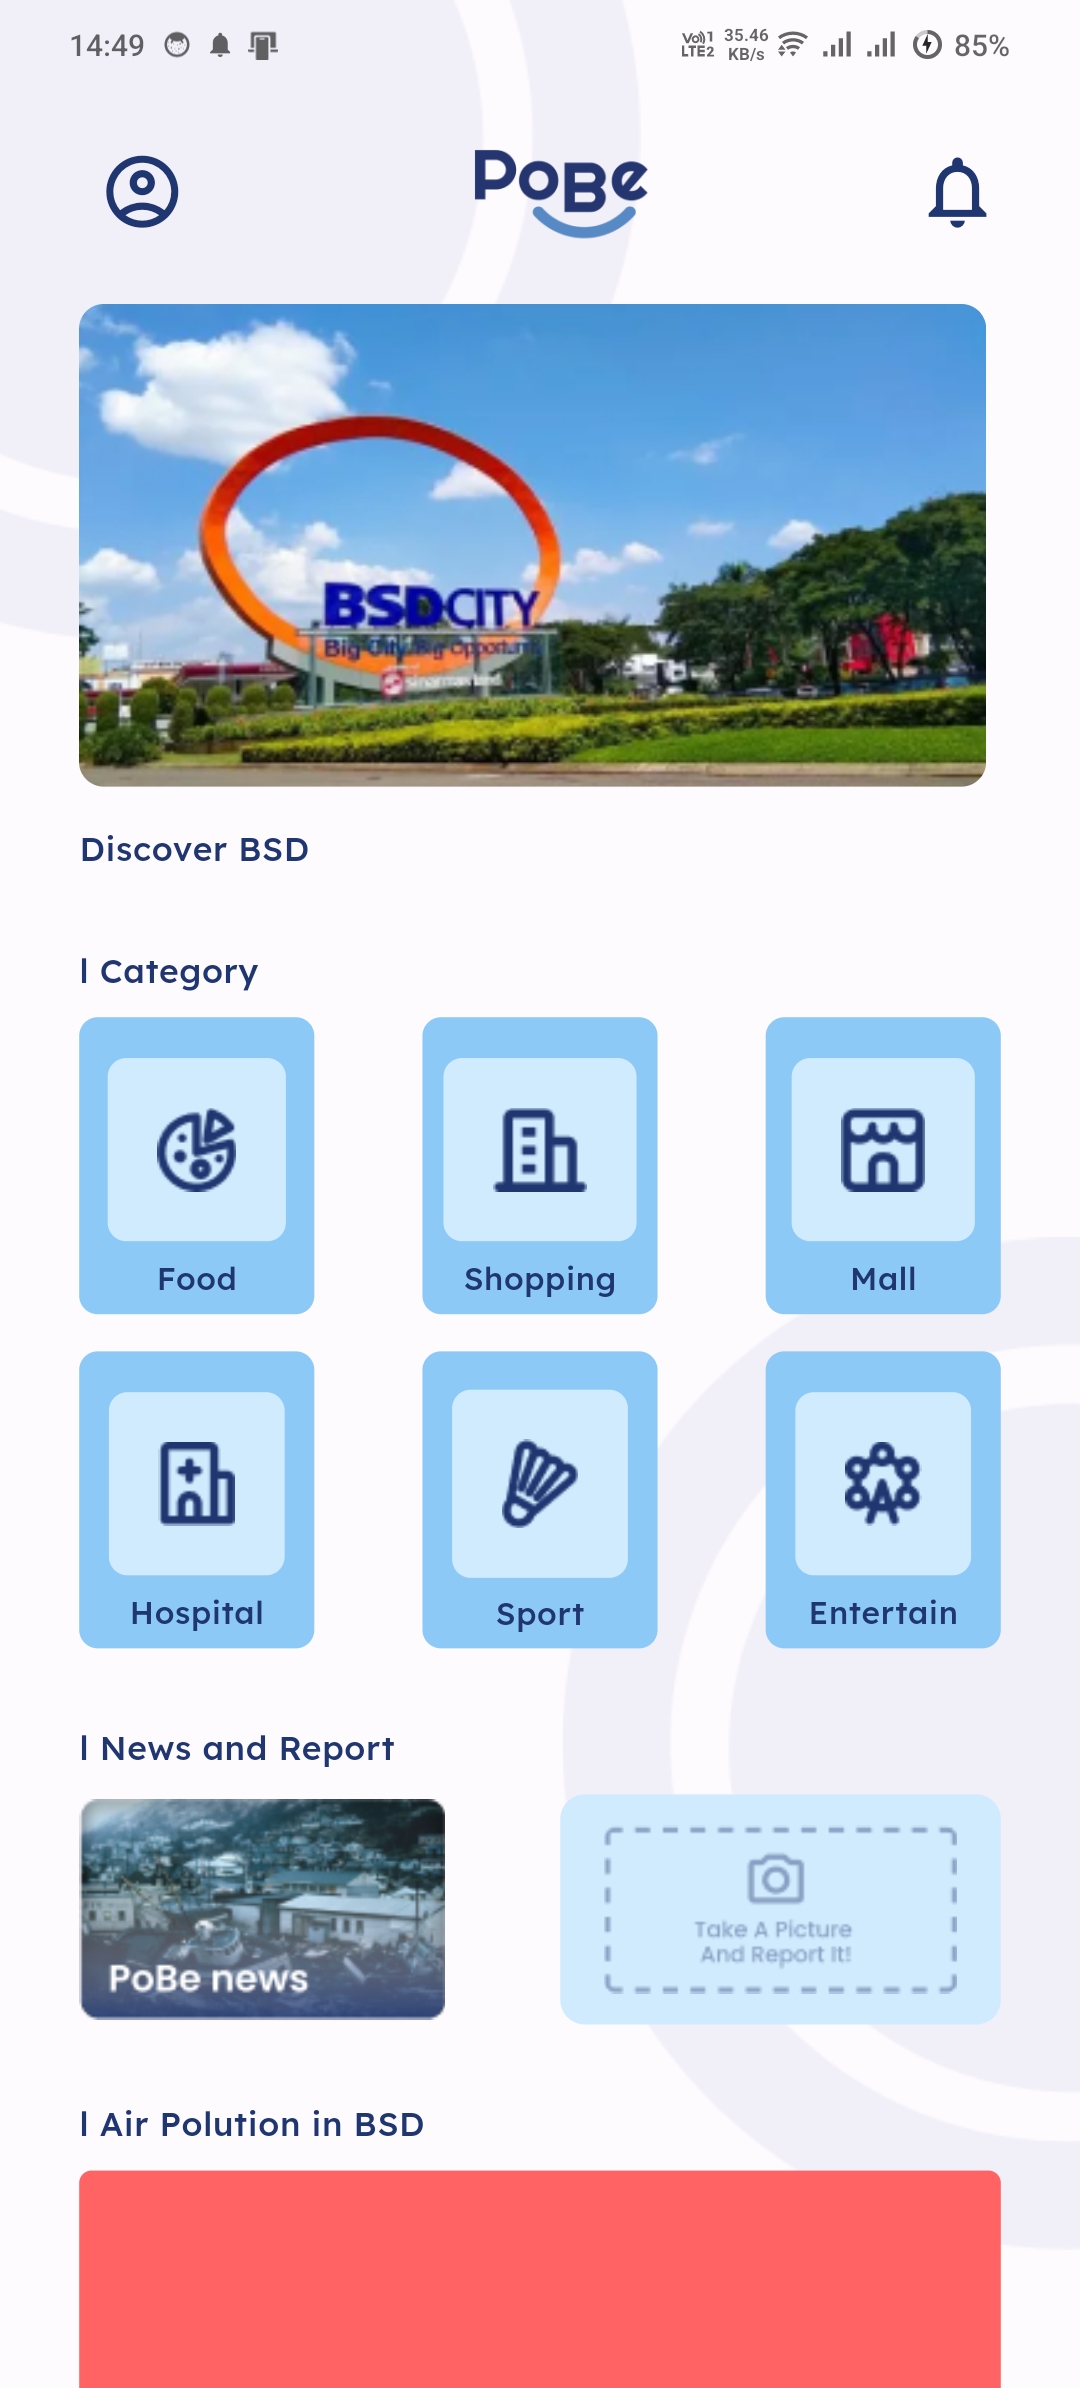 14:49
Vo))1 LTE2 35.46 KB/s 85%
PoBe
BSDCITY
Big City Big Opportunity
sinarmasland
Discover BSD
| Category
Food
Shopping
Mall
Hospital
Sport
Entertain
| News and Report
PoBe news
Take A Picture
And Report It!
| Air Polution in BSD